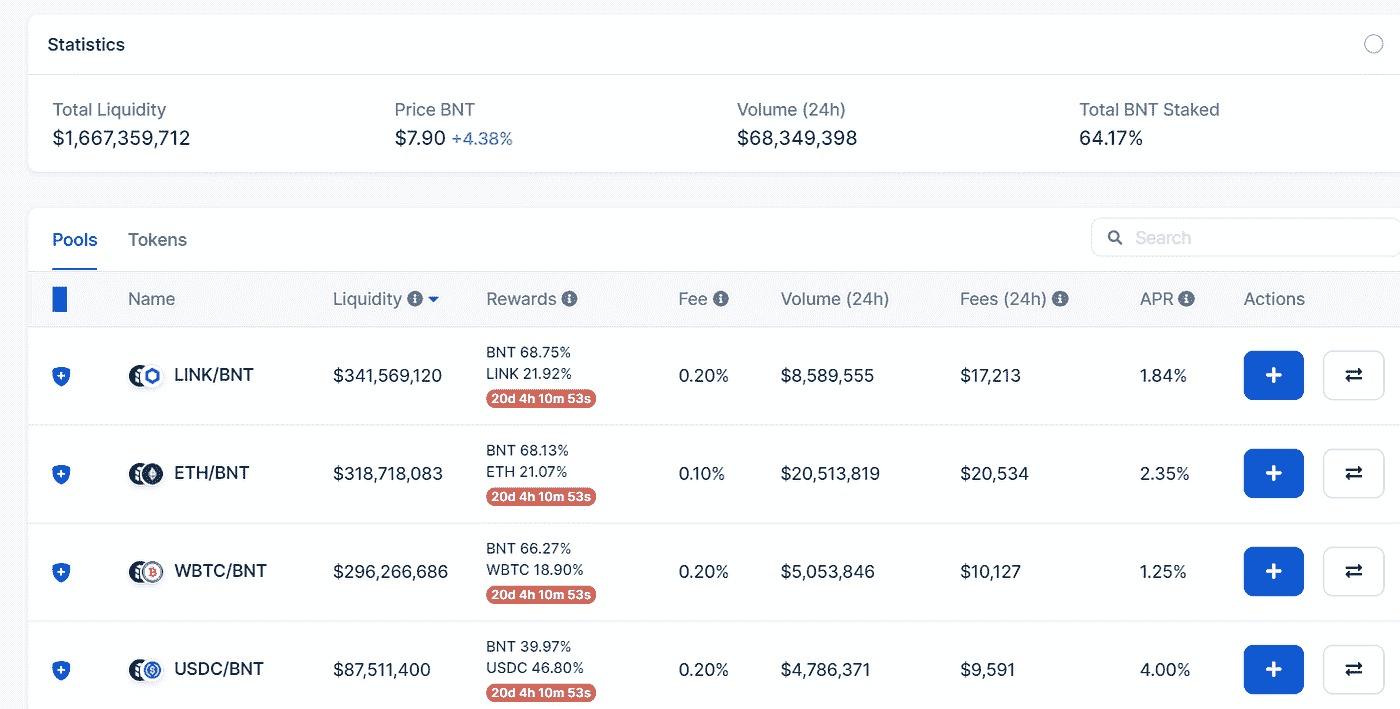 Statistics
Total Liquidity Price BNT Volume (24h) Total BNT Staked
$1,667,359,712 $7.90 +4.38% $68,349,398 64.17%
Pools Tokens Search
Name Liquidity Rewards Fee Volume (24h) Fees (24h) APR Actions
BNT 68.75%
LINK/BNT $341,569,120 LINK 21.92% 0.20% $8,589,555 $17,213 1.84%
20d 4h 10m 53s
BNT 68.13%
ETH/BNT $318,718,083 ETH 21.07% 0.10% $20,513,819 $20,534 2.35%
20d 4h 10m 53s
BNT 66.27%
WBTC/BNT $296,266,686 WBTC 18.90% 0.20% $5,053,846 $10,127 1.25%
20d 4h 10m 53s
BNT 39.97%
USDC/BNT $87,511,400 USDC 46.80% 0.20% $4,786,371 $9,591 4.00%
20d 4h 10m 53s